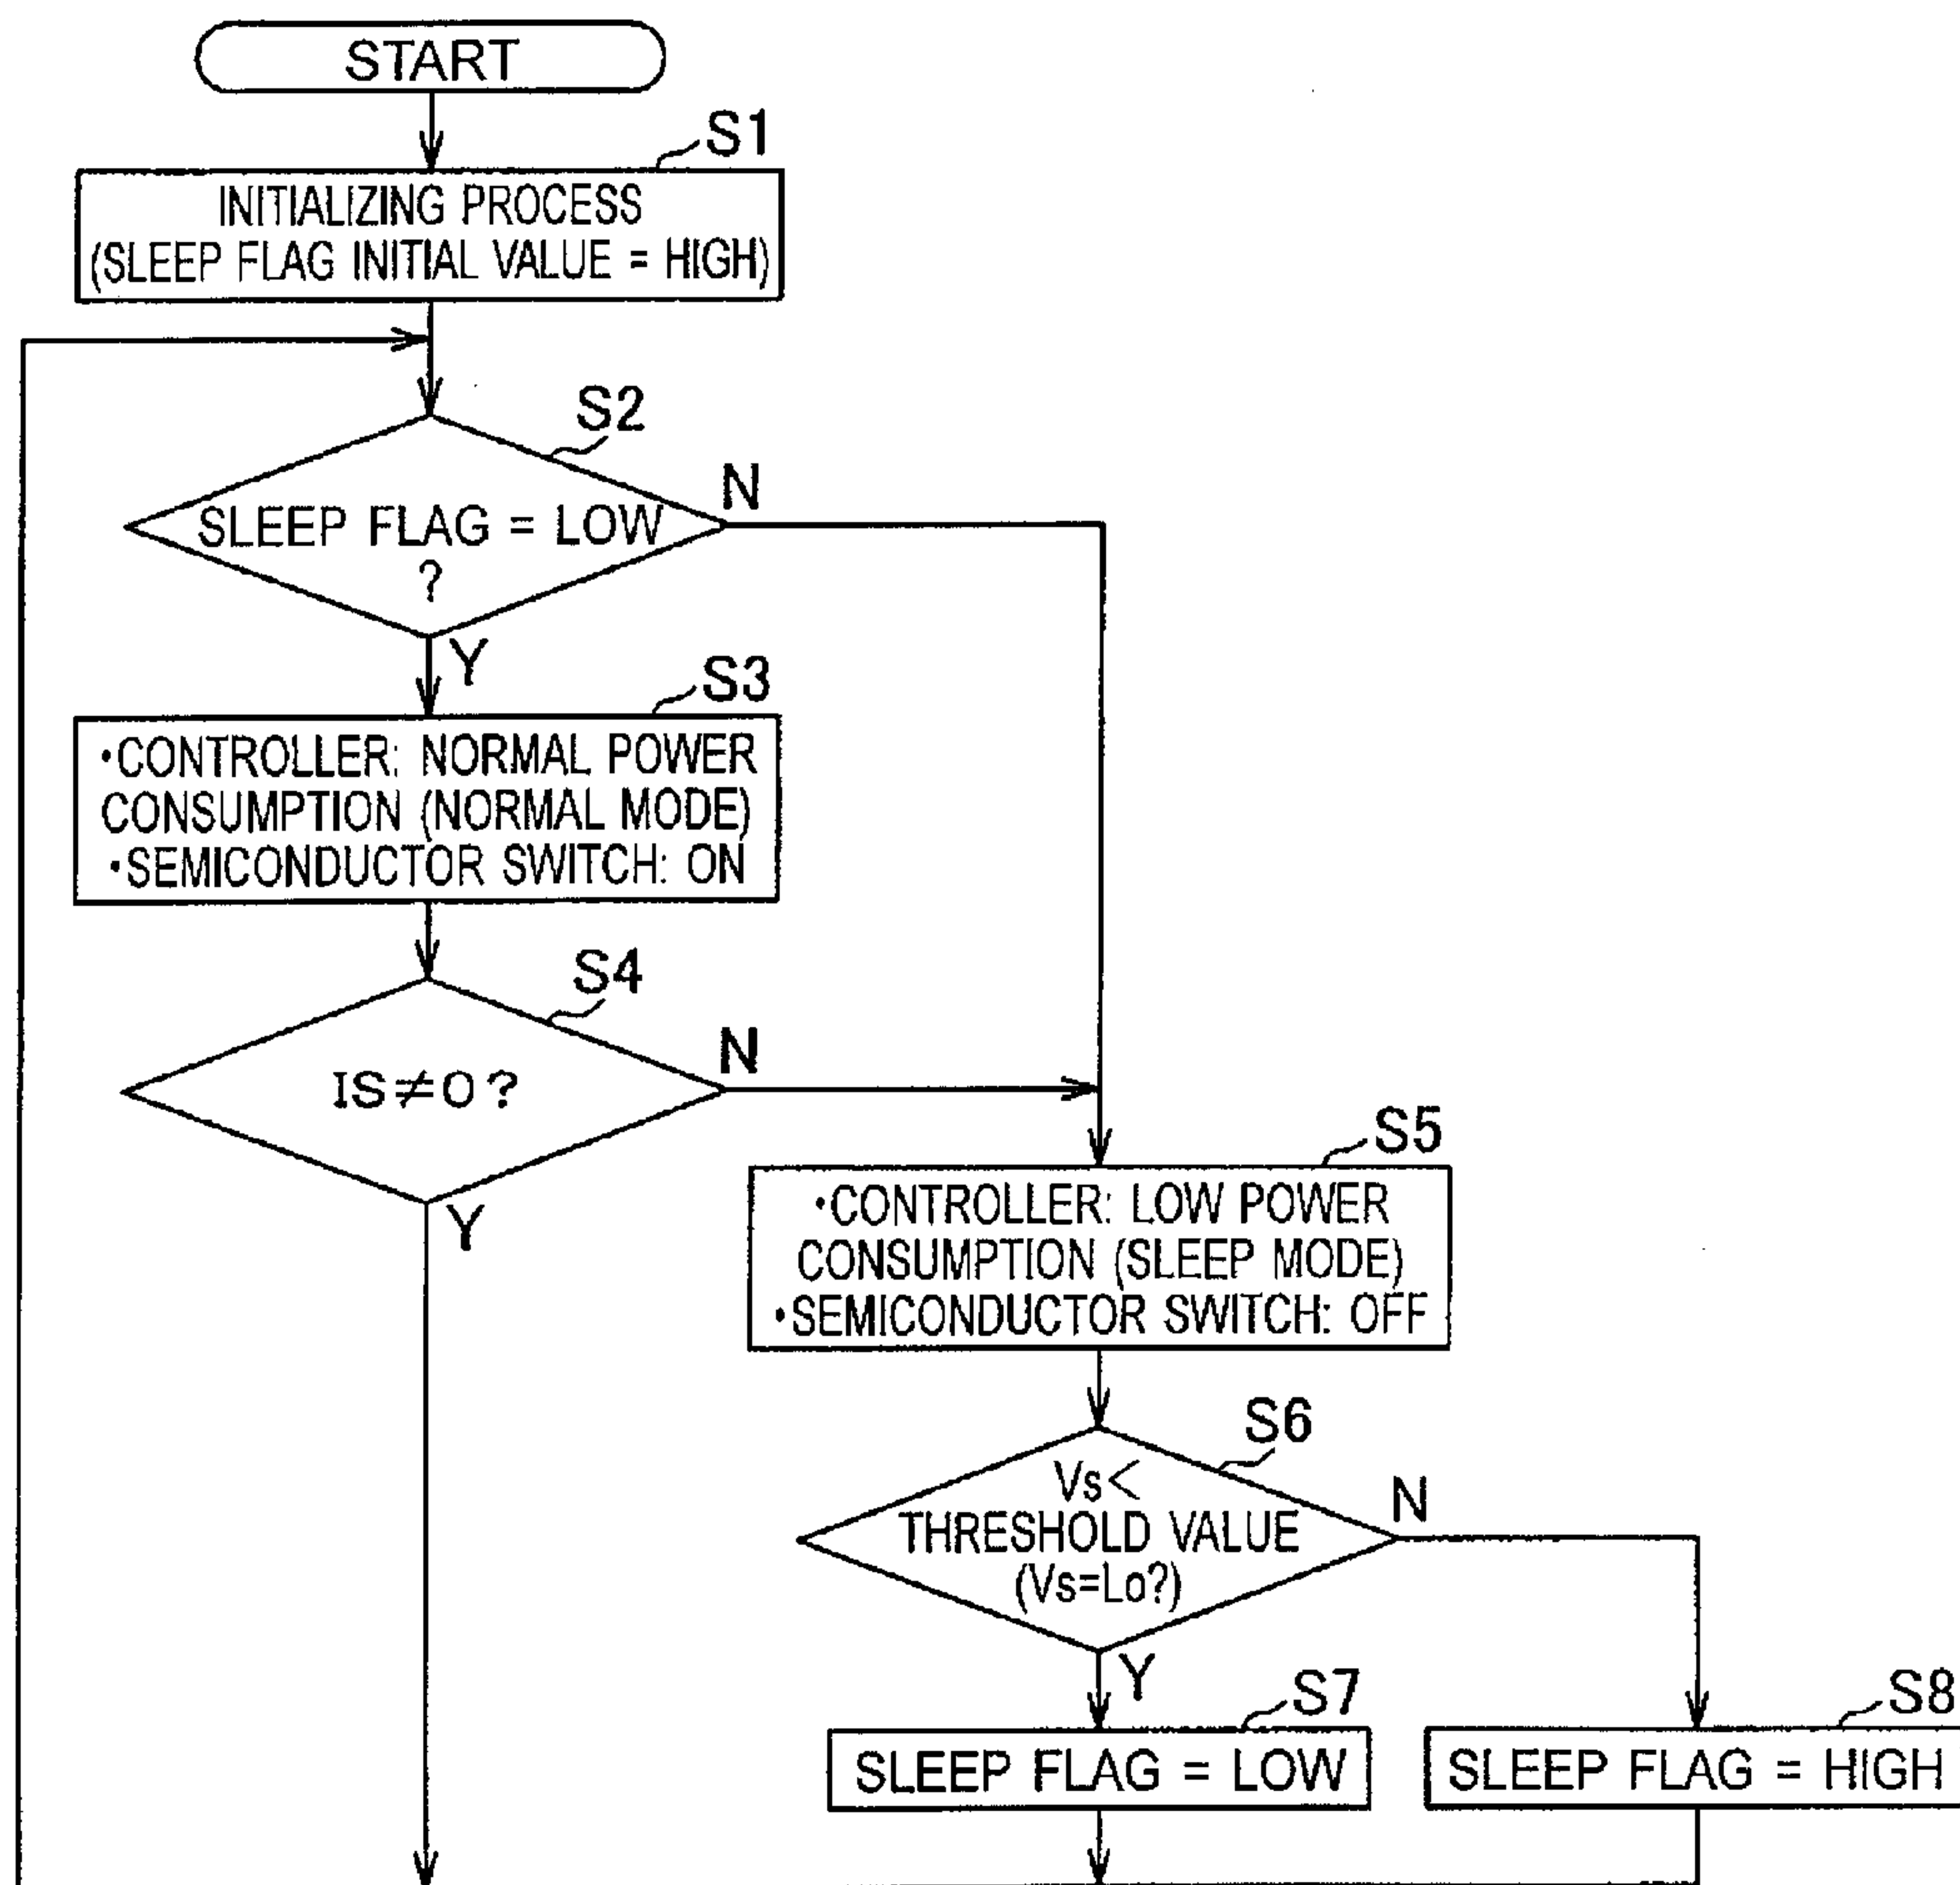 START
S1
INITIALIZING PROCESS
(SLEEP FLAG INITIAL VALUE = HIGH)
S2
SLEEP FLAG = LOW
?
N
Y
S3
•CONTROLLER: NORMAL POWER
CONSUMPTION (NORMAL MODE)
•SEMICONDUCTOR SWITCH: ON
S4
IS≠0?
N
Y
S5
•CONTROLLER: LOW POWER
CONSUMPTION (SLEEP MODE)
•SEMICONDUCTOR SWITCH: OFF
S6
Vs<
THRESHOLD VALUE
(Vs=Lo?)
N
Y
S7
SLEEP FLAG = LOW
S8
SLEEP FLAG = HIGH